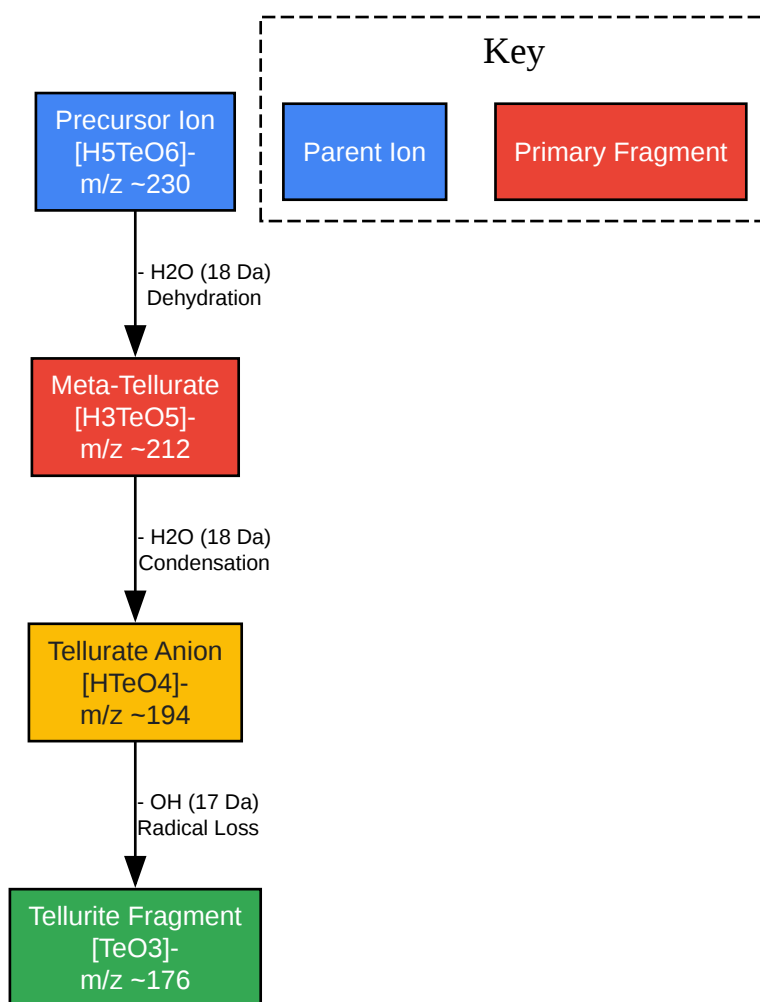 Key
Parent Ion
Primary Fragment
Precursor Ion
[H5TeO6]-
m/z ~230
- H2O (18 Da)
Dehydration
Meta-Tellurate
[H3TeO5]-
m/z ~212
- H2O (18 Da)
Condensation
Tellurate Anion
[HTeO4]-
m/z ~194
- OH (17 Da)
Radical Loss
Tellurite Fragment
[TeO3]-
m/z ~176